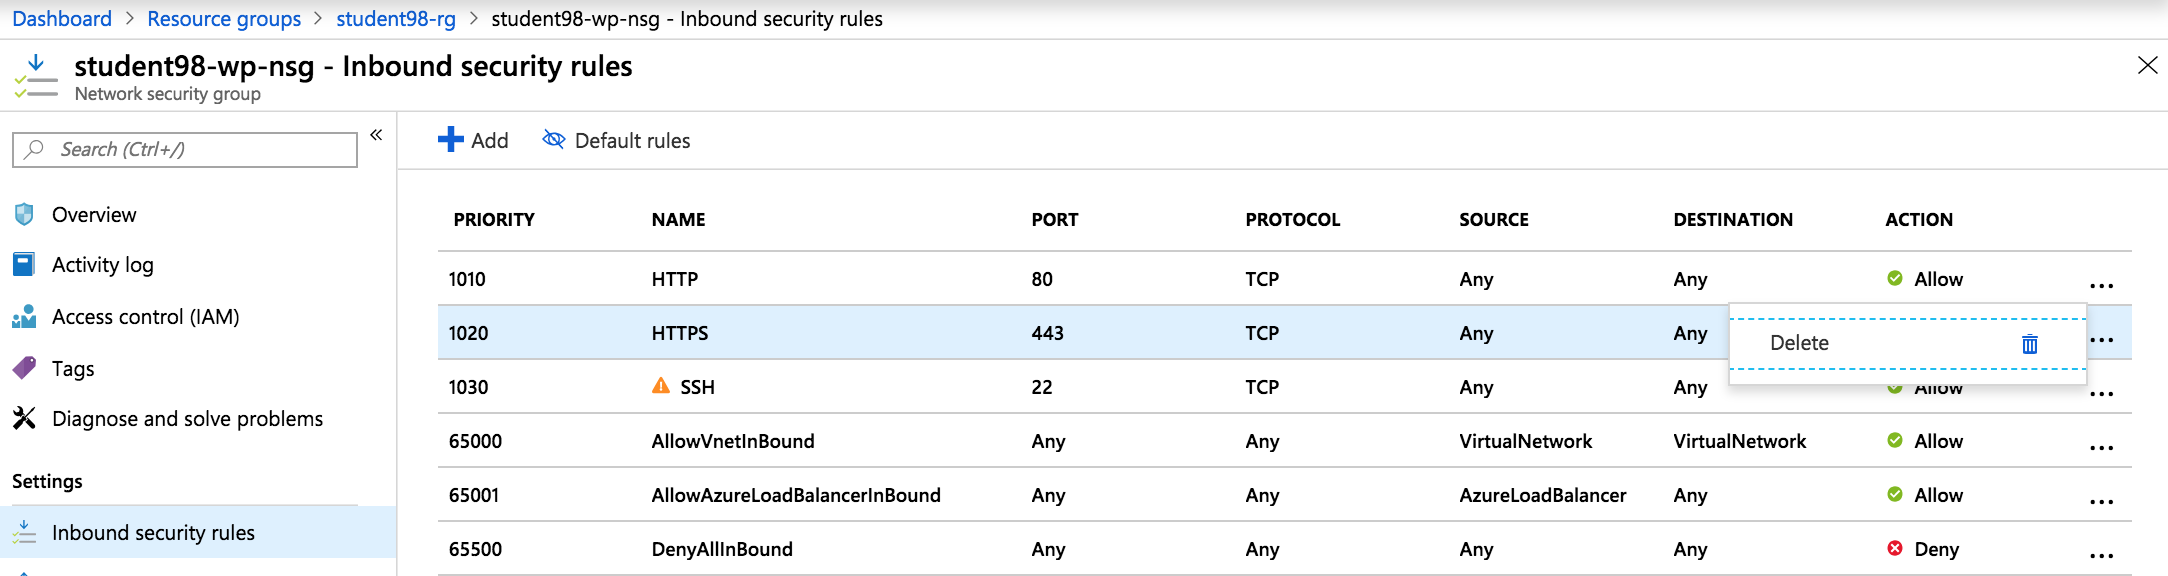 Dashboard > Resource groups > student98-rg > student98-wp-nsg - Inbound security rules
student98-wp-nsg - Inbound security rules
Network security group
Search (Ctrl+/)
«
Overview
Activity log
Access control (IAM)
Tags
Diagnose and solve problems
Settings
Inbound security rules
Add Default rules
PRIORITY NAME PORT PROTOCOL SOURCE DESTINATION ACTION
1010 HTTP 80 TCP Any Any Allow ...
1020 HTTPS 443 TCP Any Any ...
Delete
1030 SSH 22 TCP Any Any Allow ...
65000 AllowVnetInBound Any Any VirtualNetwork VirtualNetwork Allow ...
65001 AllowAzureLoadBalancerInBound Any Any AzureLoadBalancer Any Allow ...
65500 DenyAllInBound Any Any Any Any Deny ...